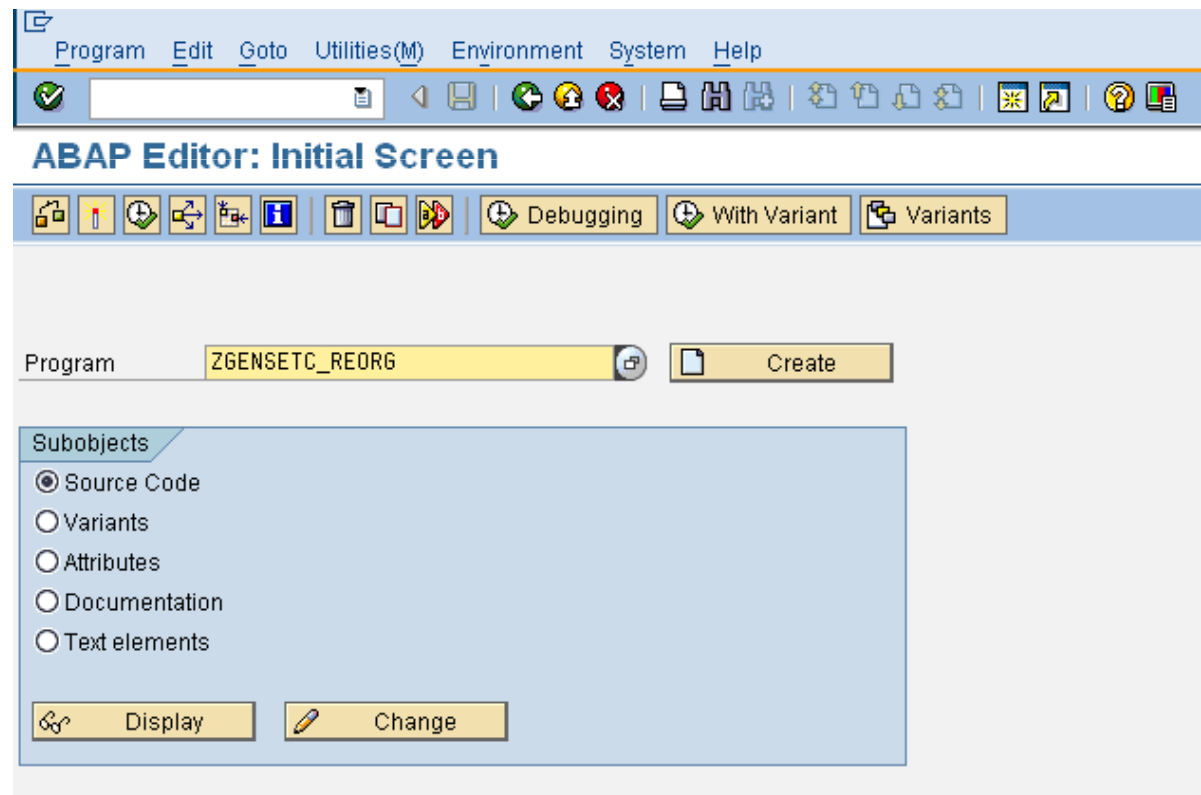 Program Edit Goto Utilities(M) Environment System Help
ABAP Editor: Initial Screen
Debugging With Variant Variants
Program ZGENSETC_REORG Create
Subobjects
Source Code
Variants
Attributes
Documentation
Text elements
Display Change